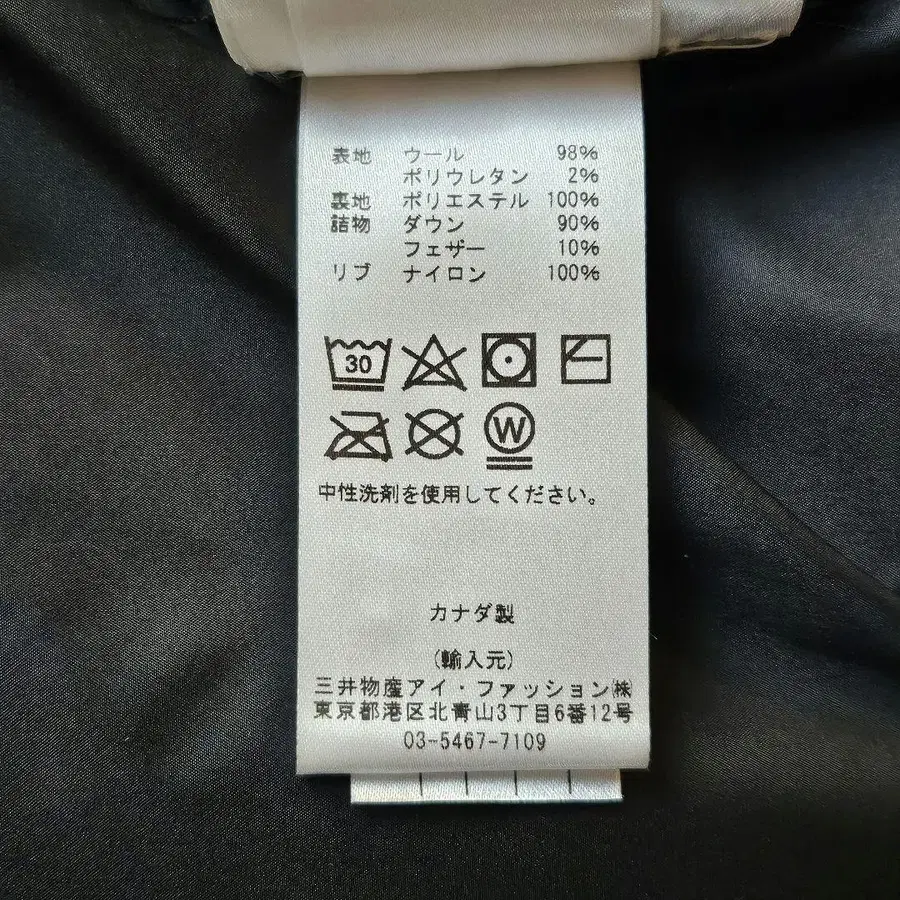 表地 ウール 98%
ポリウレタン 2%
裏地 ポリエステル 100%
詰物 ダウン 90%
フェザー 10%
リブ ナイロン 100%
30
W
中性洗剤を使用してください。
カナダ製
(輸入元)
三井物産アイ・ファッション㈱
東京都港区北青山3丁目6番12号
03-5467-7109